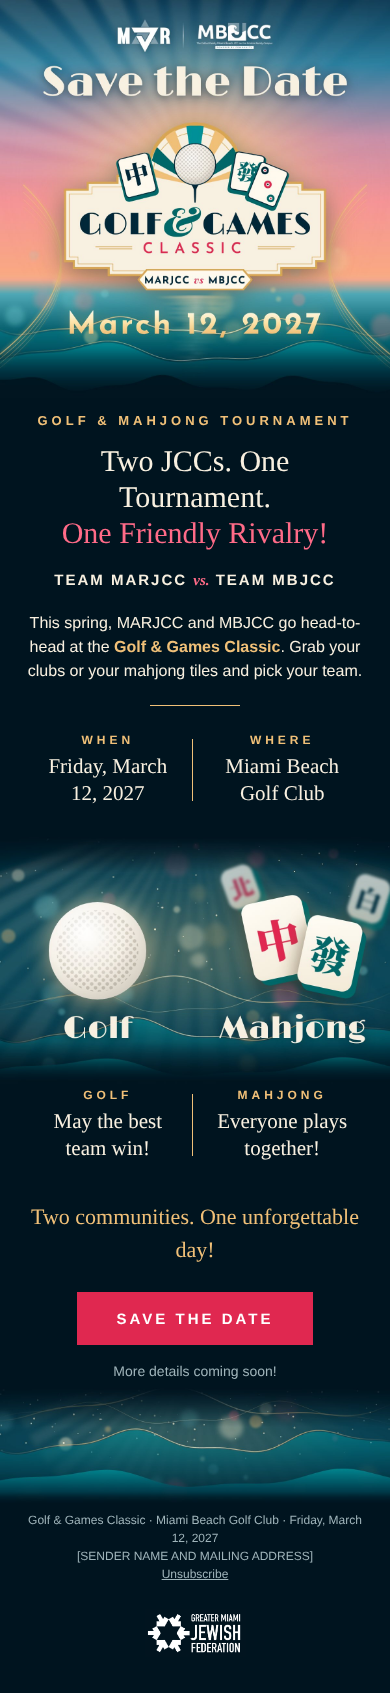 MAR MBJCC
Save the Date
中 發
GOLF & GAMES
CLASSIC
MARJCC vs MBJCC
March 12, 2027
GOLF & MAHJONG TOURNAMENT
Two JCCs. One
Tournament.
One Friendly Rivalry!
TEAM MARJCC vs. TEAM MBJCC
This spring, MARJCC and MBJCC go head-to-
head at the Golf & Games Classic. Grab your
clubs or your mahjong tiles and pick your team.
WHEN WHERE
Friday, March Miami Beach
12, 2027 Golf Club
北 白
中 發
Golf Mahjong
GOLF MAHJONG
May the best Everyone plays
team win! together!
Two communities. One unforgettable
day!
SAVE THE DATE
More details coming soon!
Golf & Games Classic · Miami Beach Golf Club · Friday, March
12, 2027
[SENDER NAME AND MAILING ADDRESS]
Unsubscribe
GREATER MIAMI
JEWISH
FEDERATION